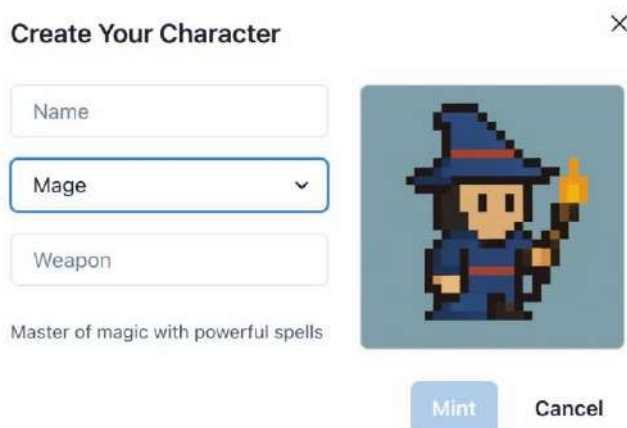 Create Your Character
Name
Mage
Weapon
Master of magic with powerful spells
Mint Cancel